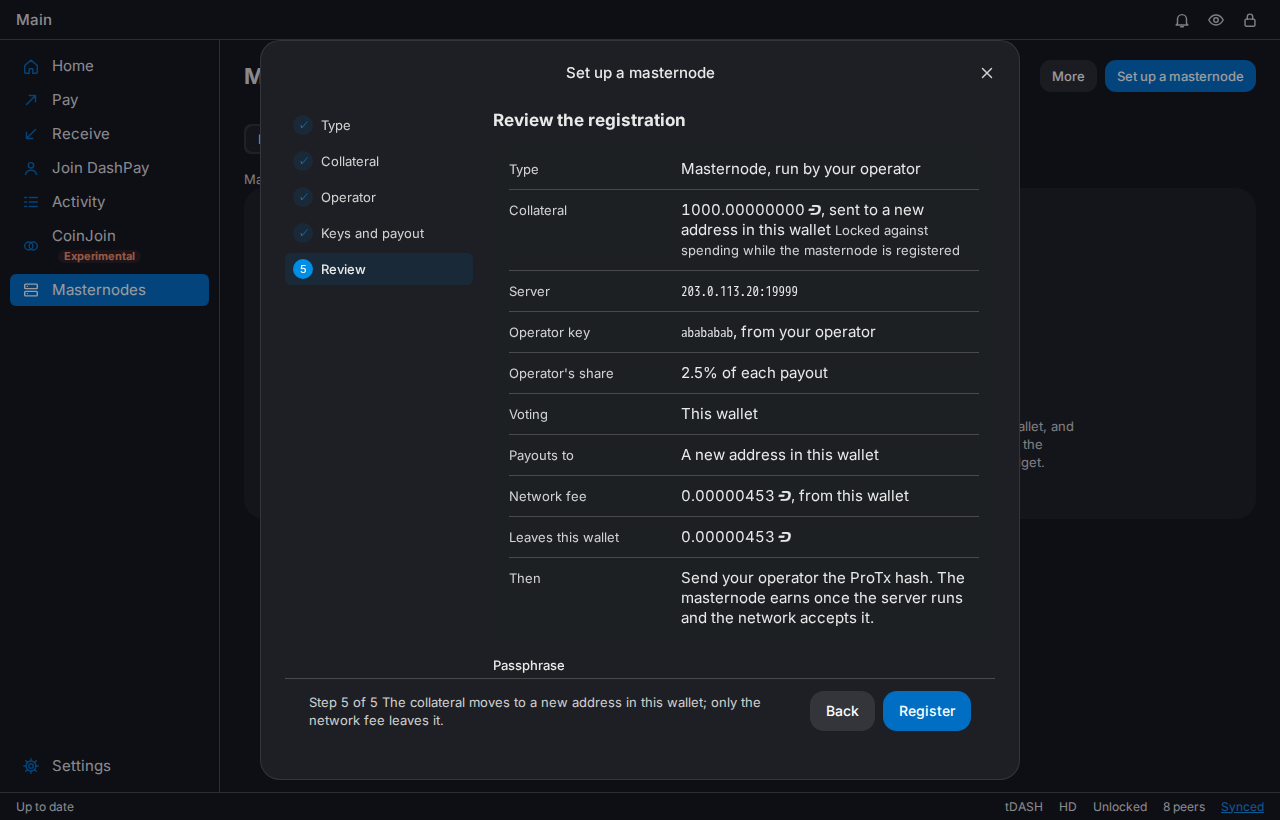 Main
Home
Pay
Receive
Join DashPay
Activity
CoinJoin
Experimental
Masternodes
Settings
M
More
Set up a masternode
Ma
allet, and
the
get.
Set up a masternode
Type
Collateral
Operator
Keys and payout
5 Review
Review the registration
Type Masternode, run by your operator
Collateral 1000.00000000, sent to a new
address in this wallet Locked against
spending while the masternode is registered
Server 203.0.113.20:19999
Operator key abababab, from your operator
Operator's share 2.5% of each payout
Voting This wallet
Payouts to A new address in this wallet
Network fee 0.00000453, from this wallet
Leaves this wallet 0.00000453
Then Send your operator the ProTx hash. The
masternode earns once the server runs
and the network accepts it.
Passphrase
Step 5 of 5 The collateral moves to a new address in this wallet; only the
network fee leaves it.
Back
Register
Up to date
tDASH HD Unlocked 8 peers Synced